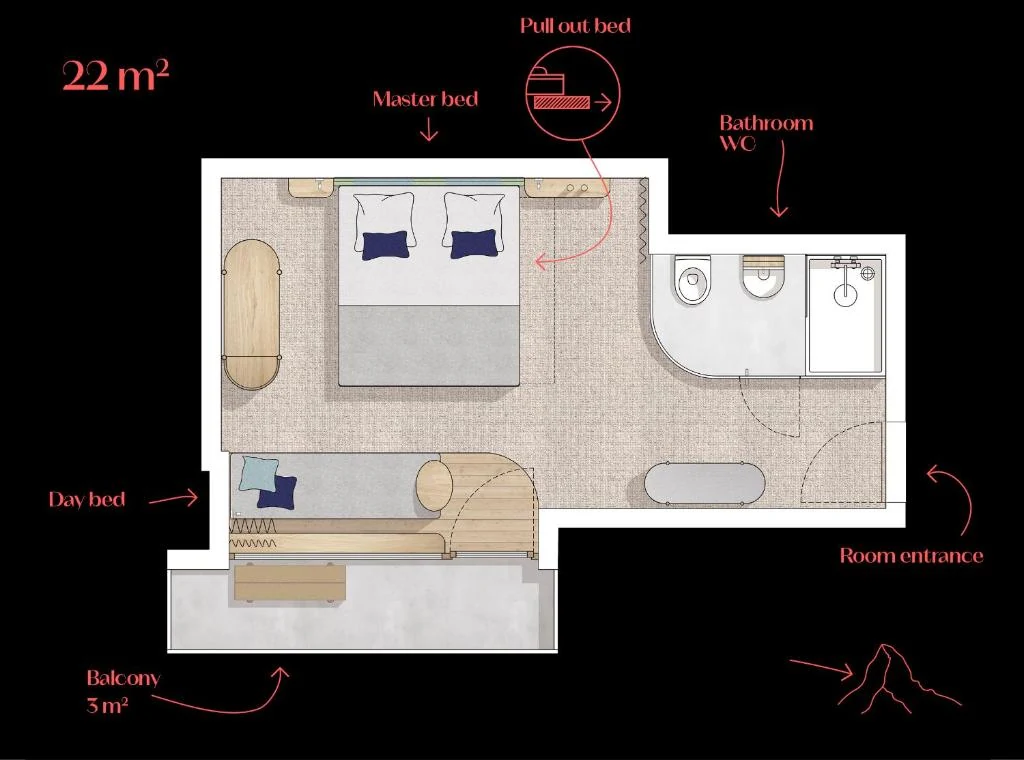 Pull out bed
22 m²
Master bed
Bathroom
WC
Day bed
Room entrance
Balcony
3 m²